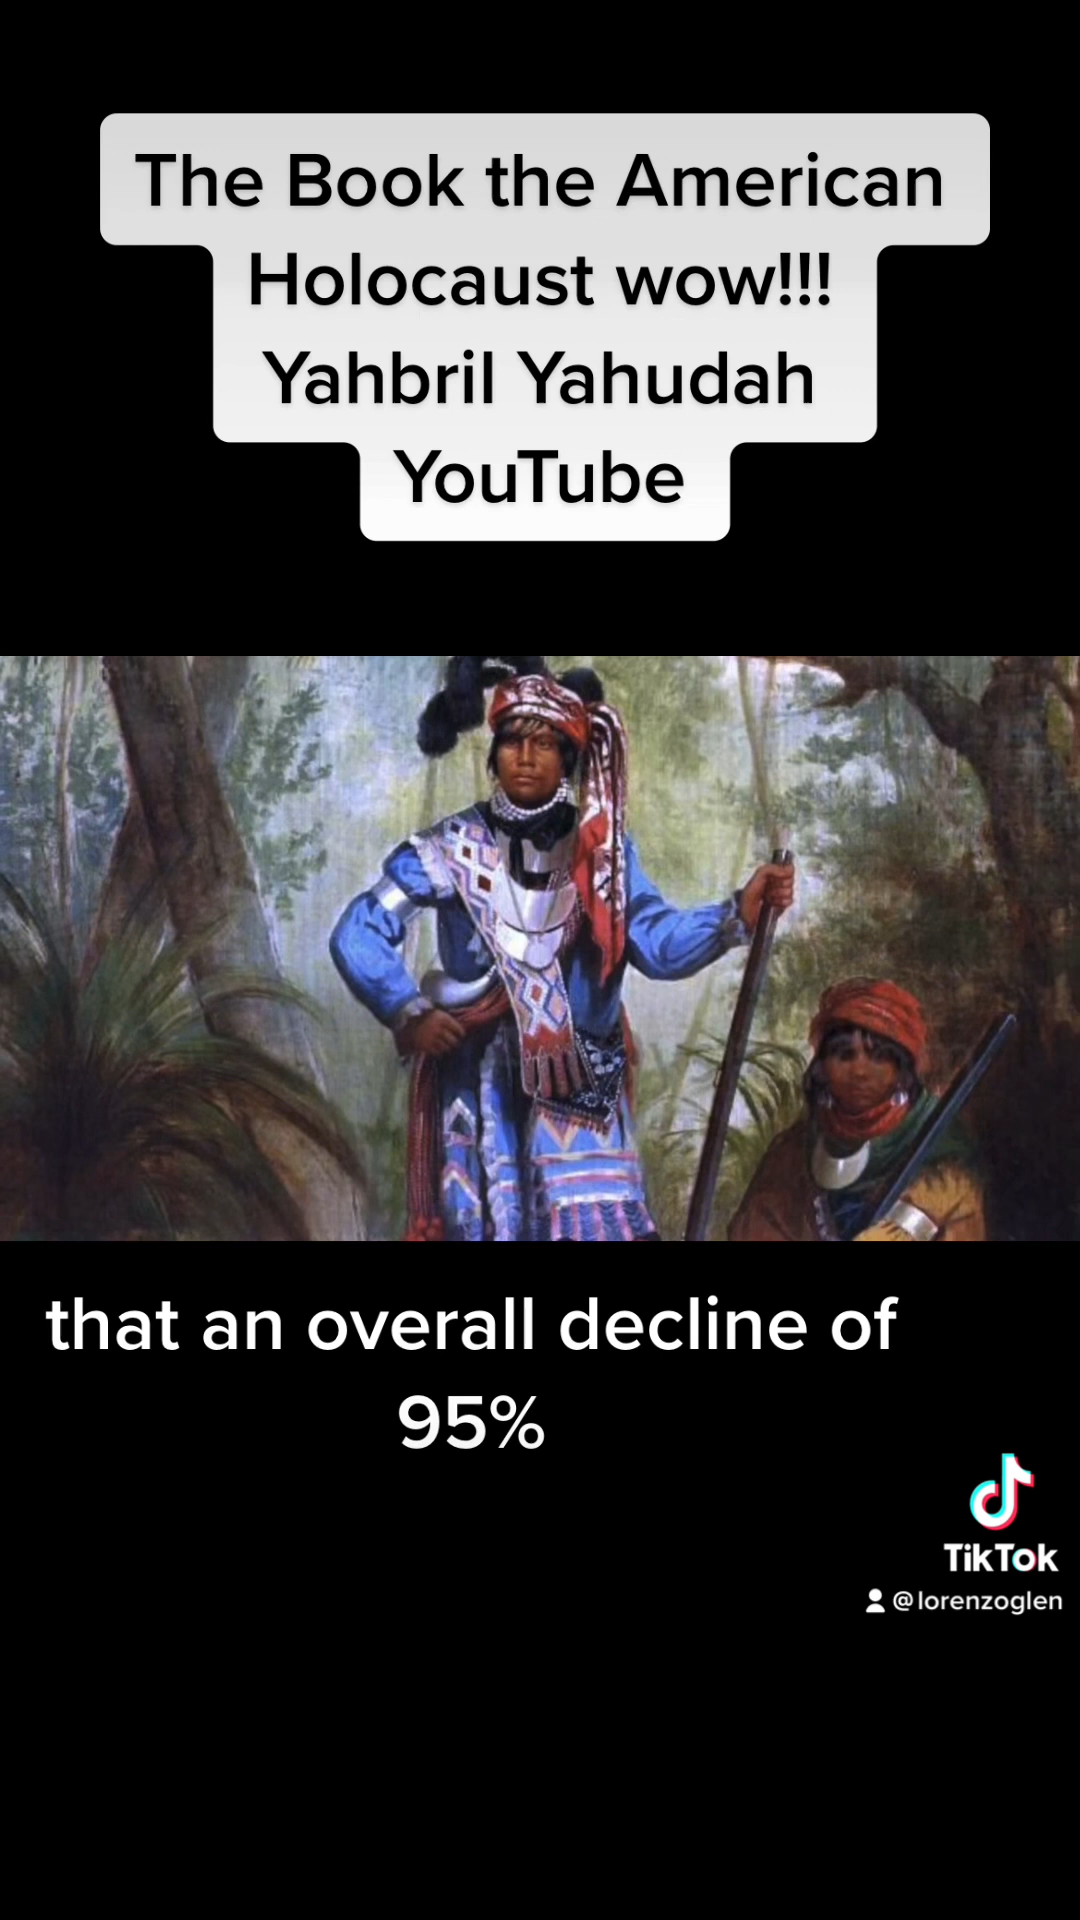 The Book the American
Holocaust wow!!!
Yahbril Yahudah
YouTube
that an overall decline of
95%
TikTok
@lorenzoglen